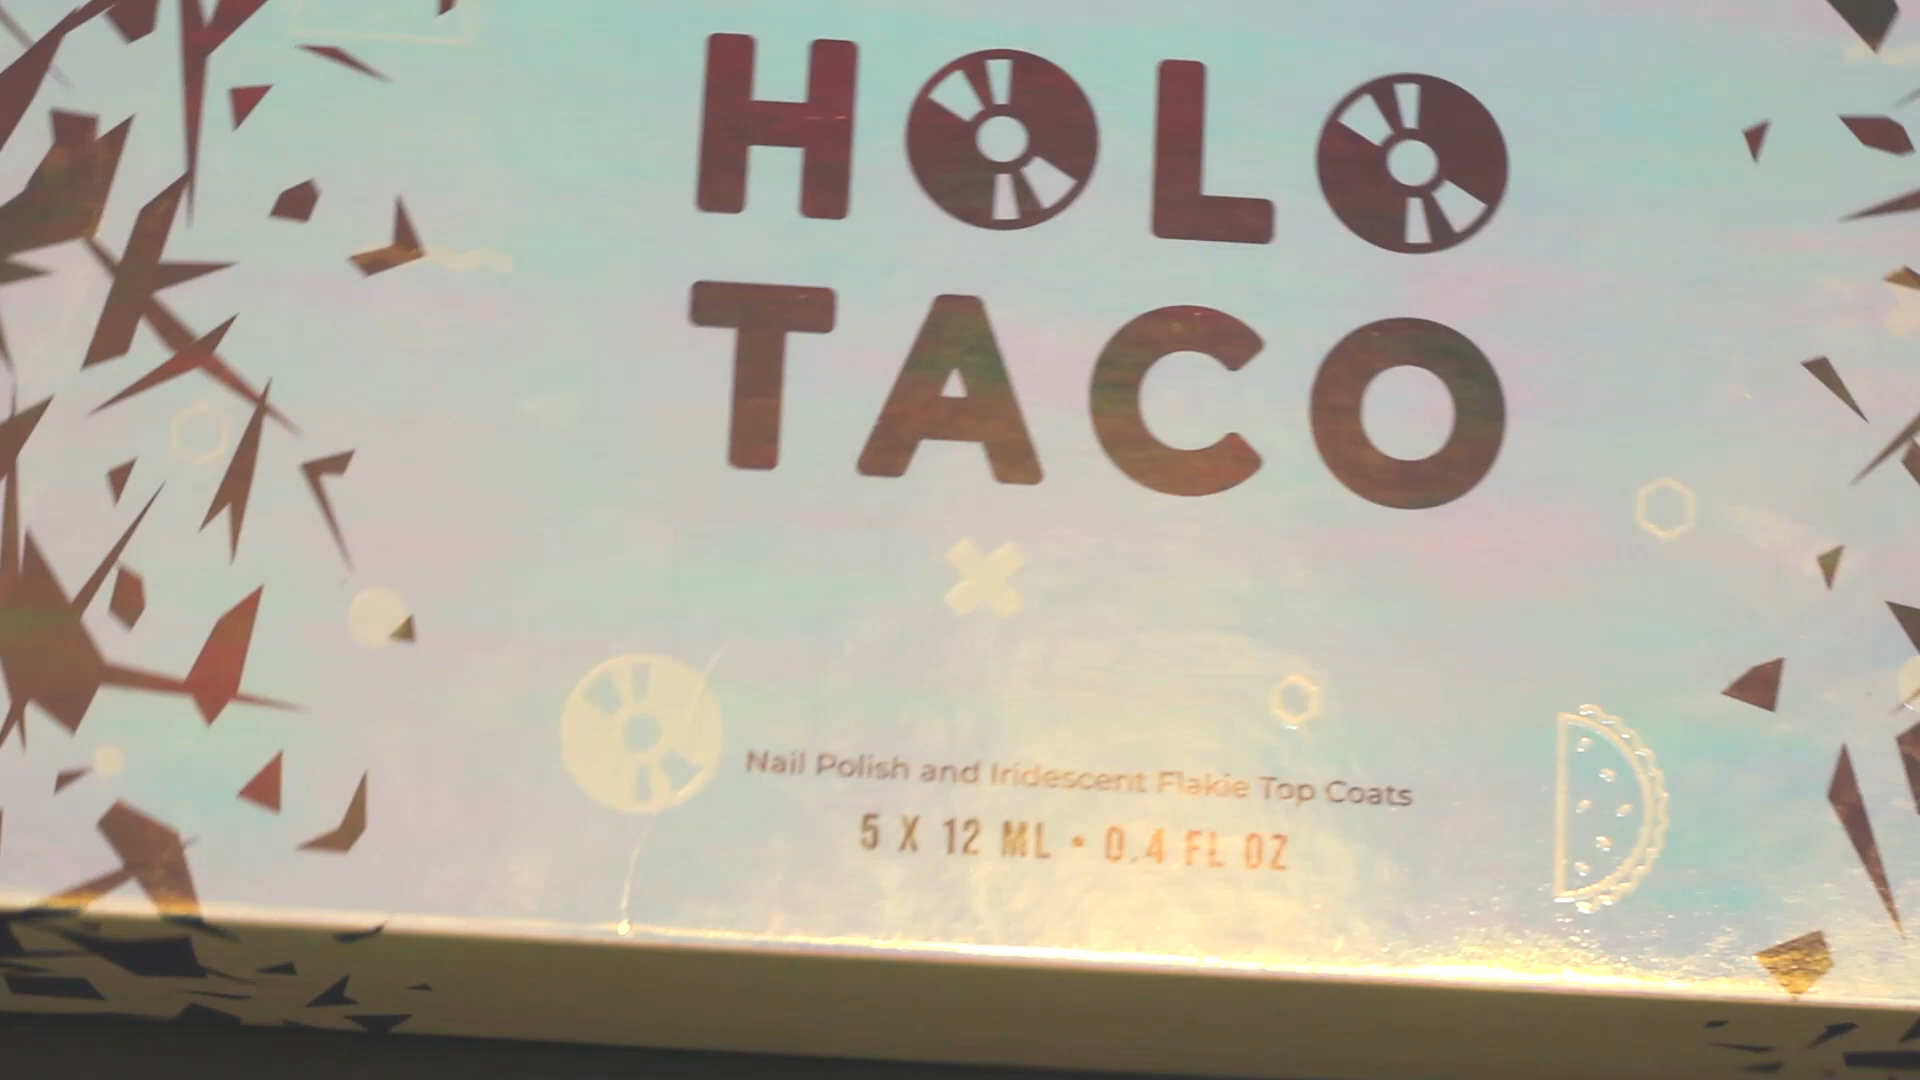 HOLO
TACO
Nail Polish and Iridescent Flakie Top Coats
5 X 12 ML • 0.4 FL OZ